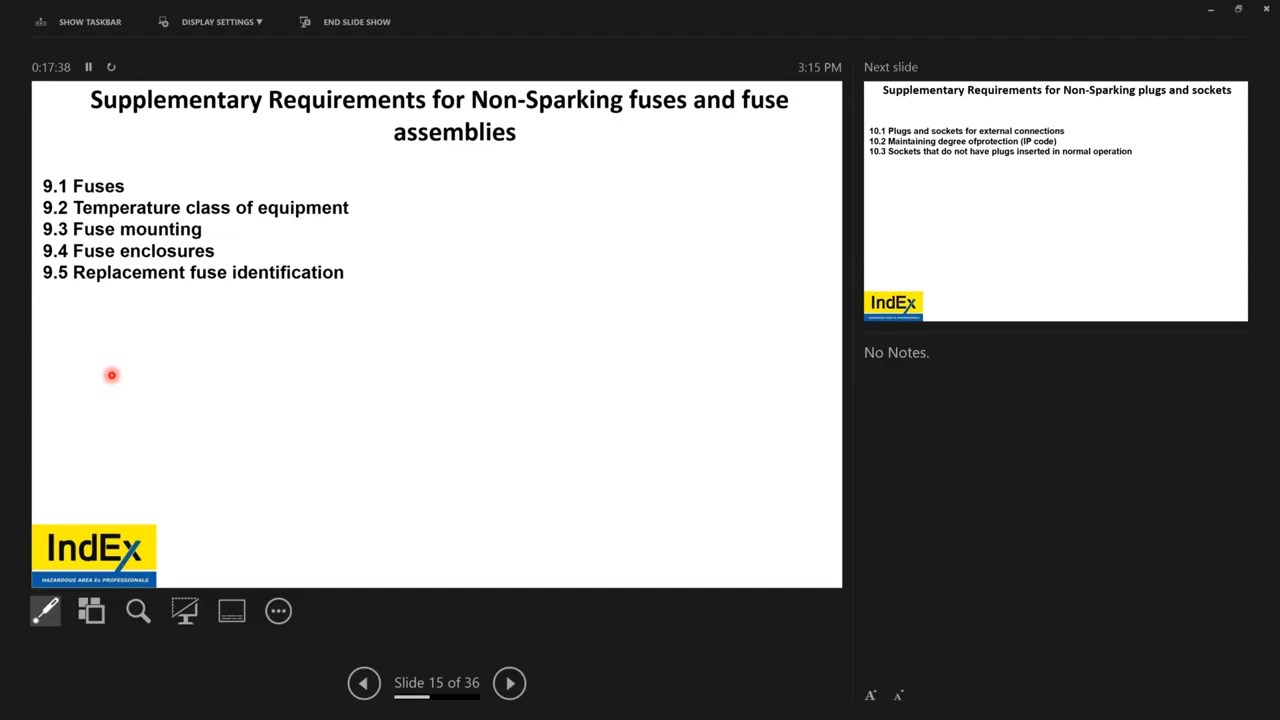 SHOW TASKBAR
DISPLAY SETTINGS ▼
END SLIDE SHOW
0:17:38
3:15 PM
Supplementary Requirements for Non-Sparking fuses and fuse
assemblies
9.1 Fuses
9.2 Temperature class of equipment
9.3 Fuse mounting
9.4 Fuse enclosures
9.5 Replacement fuse identification
IndEx
HAZARDOUS AREA Ex PROFESSIONALS
Slide 15 of 36
Next slide
Supplementary Requirements for Non-Sparking plugs and sockets
10.1 Plugs and sockets for external connections
10.2 Maintaining degree ofprotection (IP code)
10.3 Sockets that do not have plugs inserted in normal operation
IndEx
HAZARDOUS AREA Ex PROFESSIONALS
No Notes.
A A